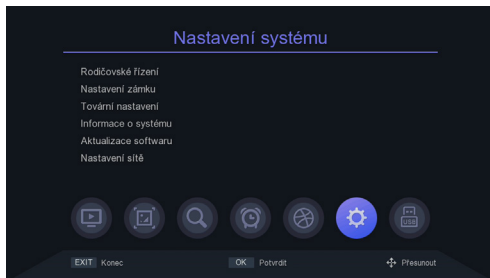 Nastavení systému
Rodičovské řízení
Nastavení zámku
Tovární nastavení
Informace o systému
Aktualizace softwaru
Nastavení sítě
USB
EXIT Konec OK Potvrdit Přesunout